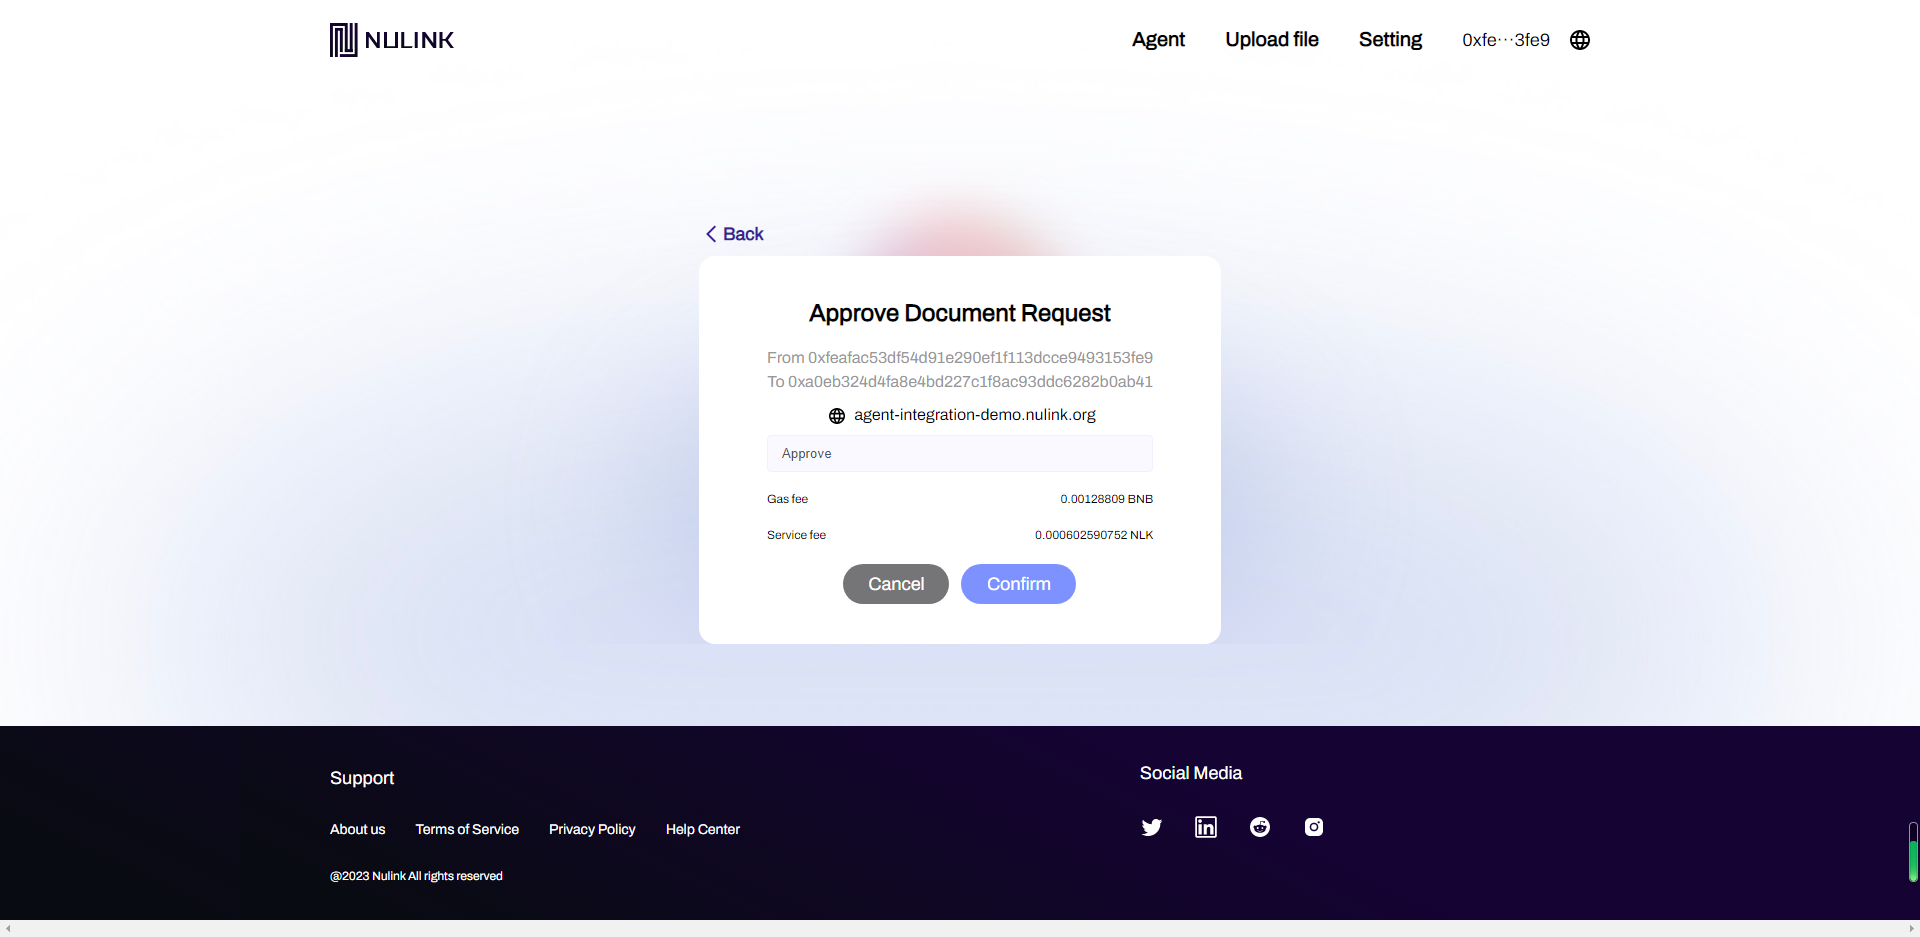 NULINK
Agent Upload file Setting 0xfe···3fe9
Back
Approve Document Request
From 0xfeafac53df54d91e290ef1f113dcce9493153fe9
To 0xa0eb324d4fa8e4bd227c1f8ac93ddc6282b0ab41
agent-integration-demo.nulink.org
Approve
Gas fee 0.00128809 BNB
Service fee 0.000602590752 NLK
Cancel Confirm
Support
Social Media
About us Terms of Service Privacy Policy Help Center
@2023 Nulink All rights reserved